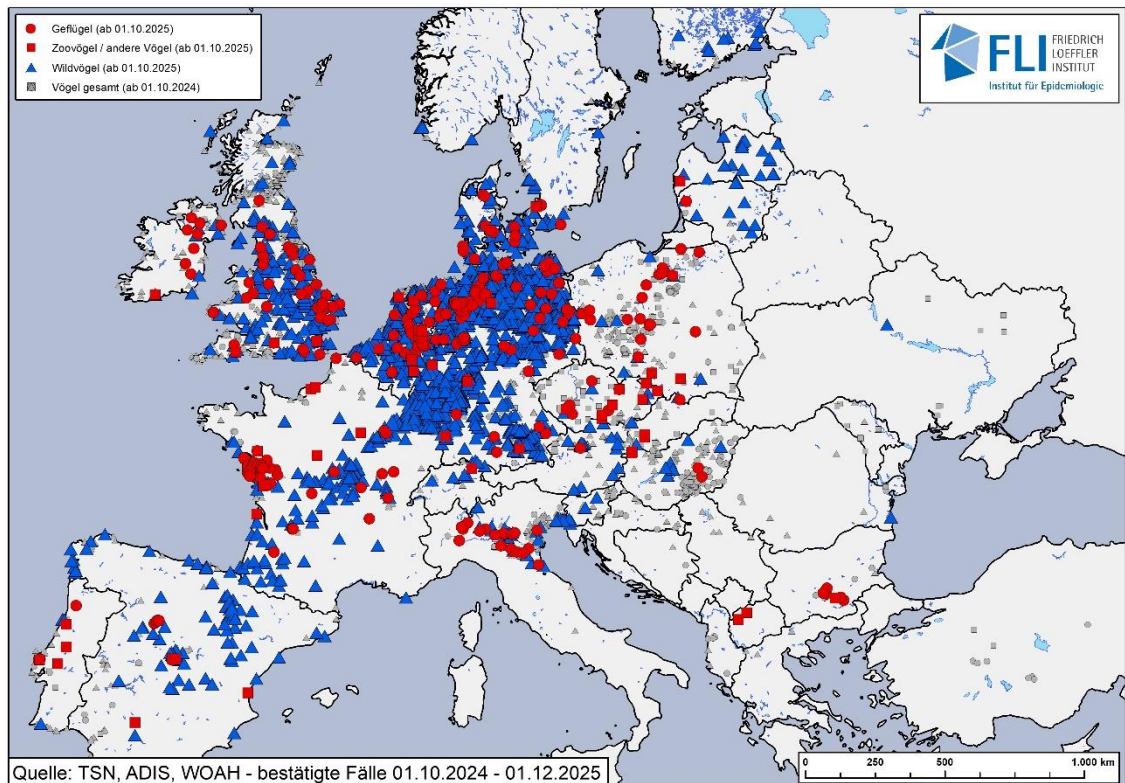 Geflügel (ab 01.10.2025)
Zoovögel / andere Vögel (ab 01.10.2025)
Wildvögel (ab 01.10.2025)
Vögel gesamt (ab 01.10.2024)
FLI
FRIEDRICH
LOEFFLER
INSTITUT
Institut für Epidemiologie
Quelle: TSN, ADIS, WOAH - bestätigte Fälle 01.10.2024 - 01.12.2025
0 250 500 1.000 km